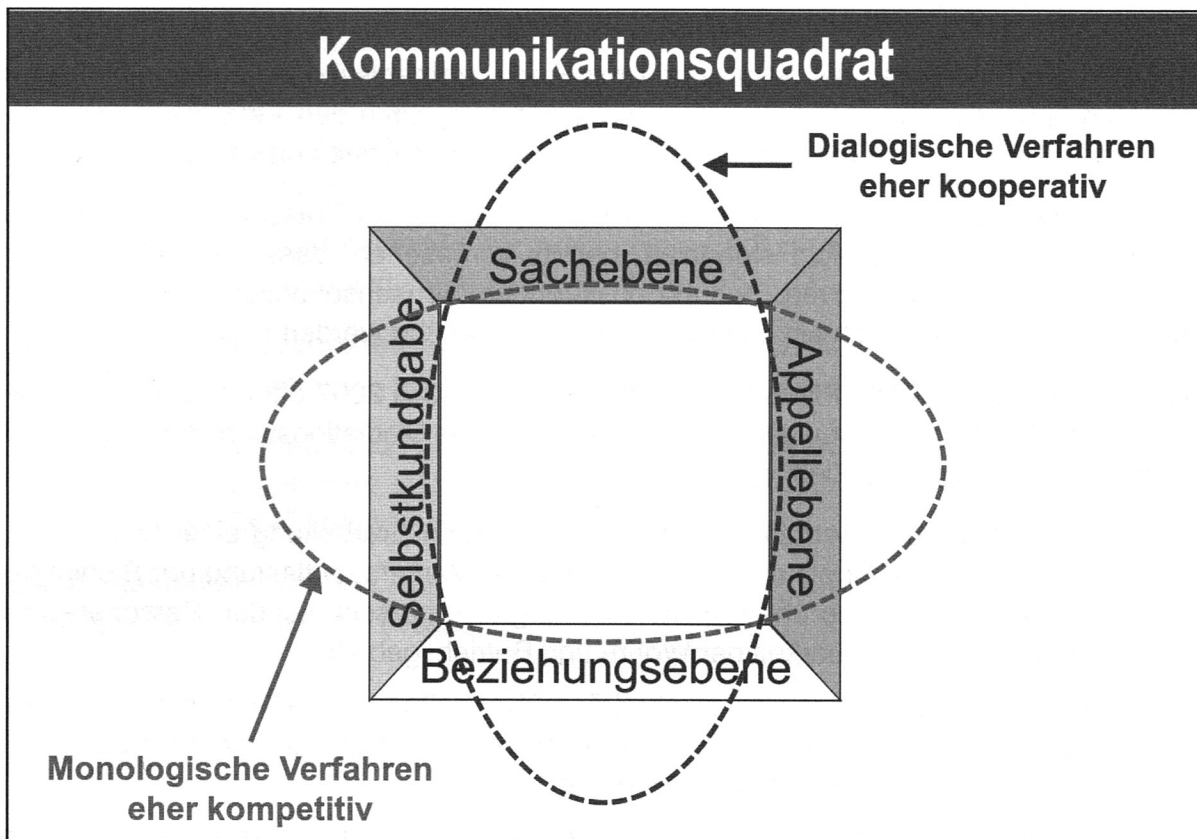 Kommunikationsquadrat
Dialogische Verfahren
eher kooperativ
Sachebene
Selbstkundgabe
Appellebene
Beziehungsebene
Monologische Verfahren
eher kompetitiv